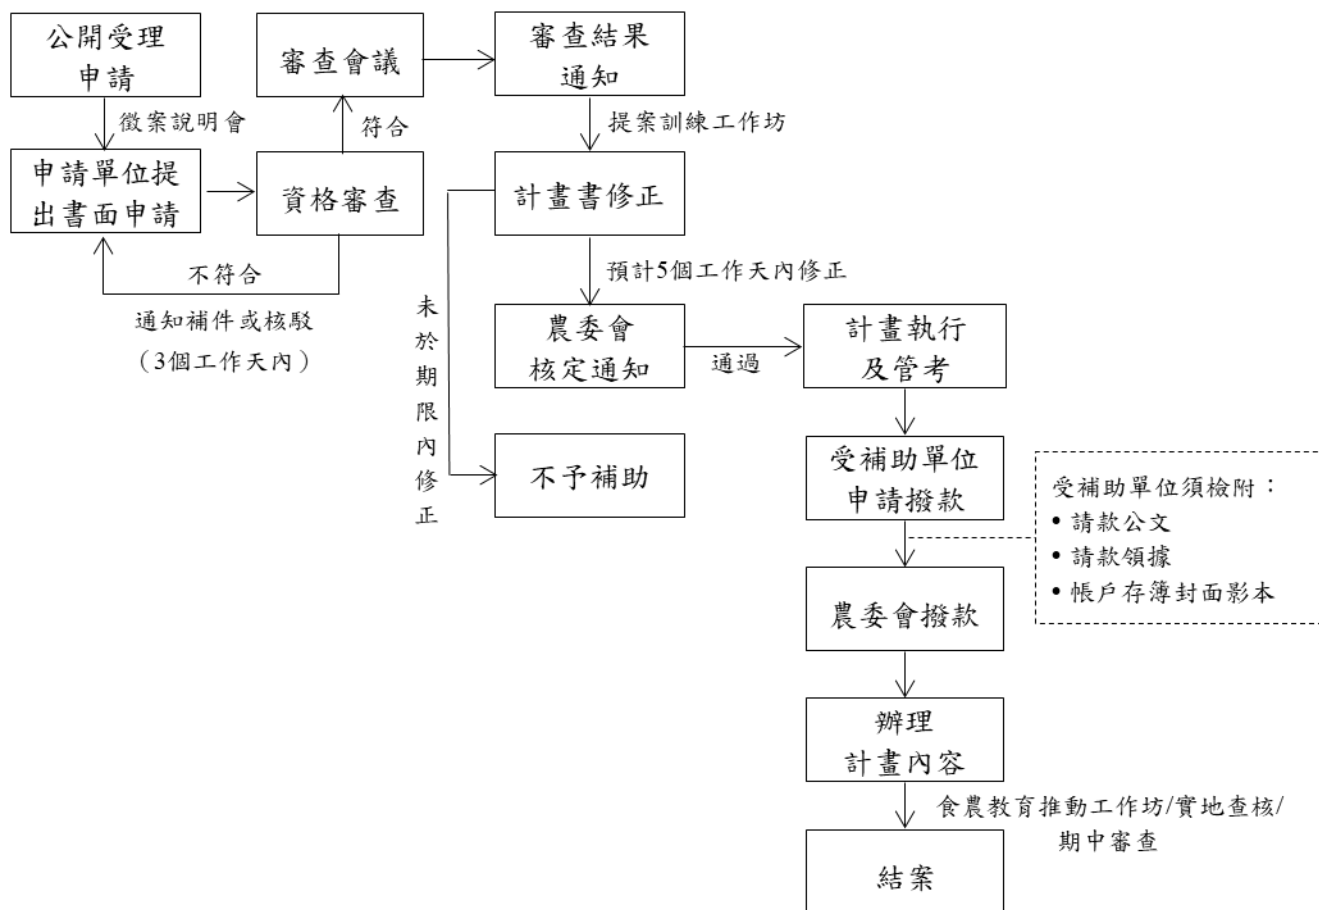 公開受理
申請
徵案說明會
申請單位提
出書面申請
資格審查
不符合
通知補件或核駁
（3個工作天內）
符合
審查會議
審查結果
通知
提案訓練工作坊
計畫書修正
未於期限內修正
不予補助
預計5個工作天內修正
農委會
核定通知
通過
計畫執行
及管考
受補助單位
申請撥款
受補助單位須檢附：
• 請款公文
• 請款領據
• 帳戶存簿封面影本
農委會撥款
辦理
計畫內容
食農教育推動工作坊/實地查核/
期中審查
結案